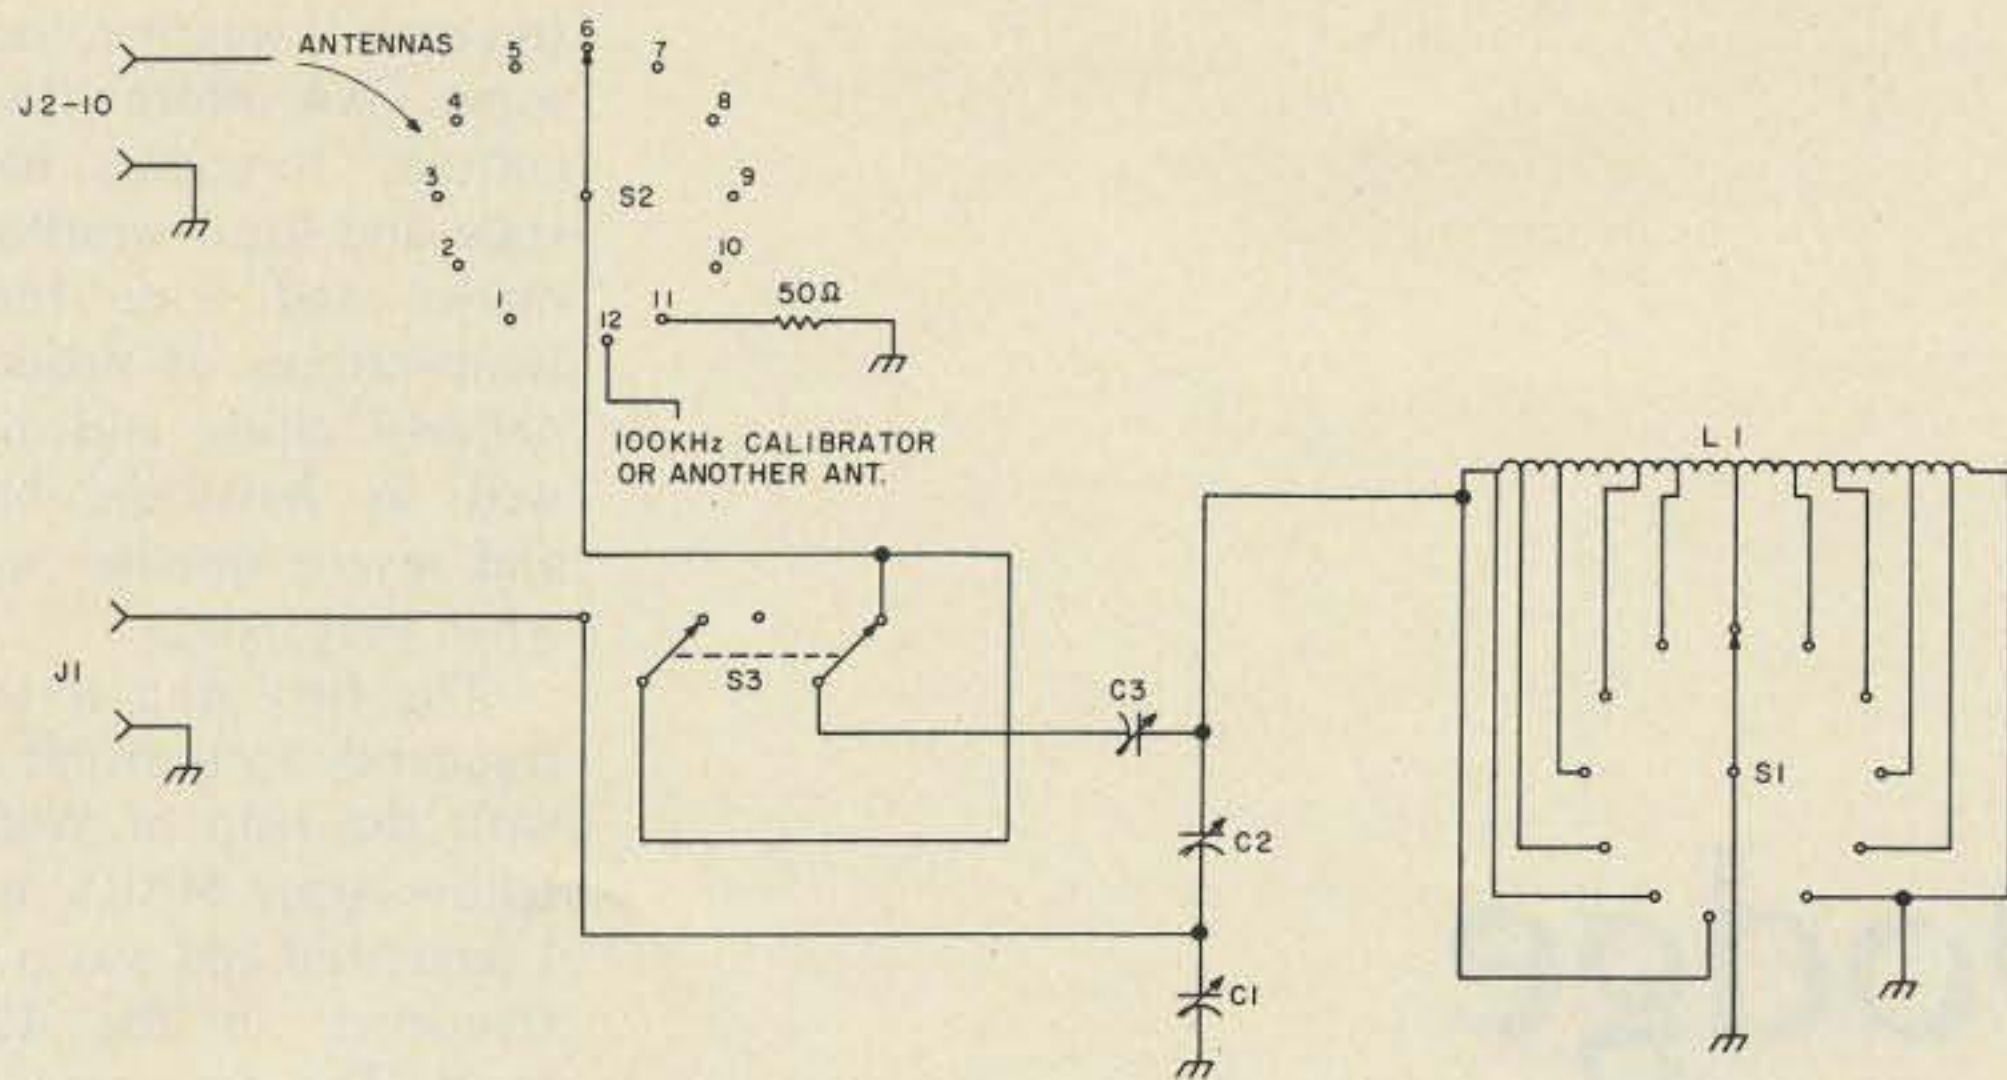 ANTENNAS
J2-10
1
2
3
4
5
6
7
8
9
10
11
12
S2
50Ω
100KHz CALIBRATOR
OR ANOTHER ANT.
J1
S3
C3
C2
C1
L1
S1